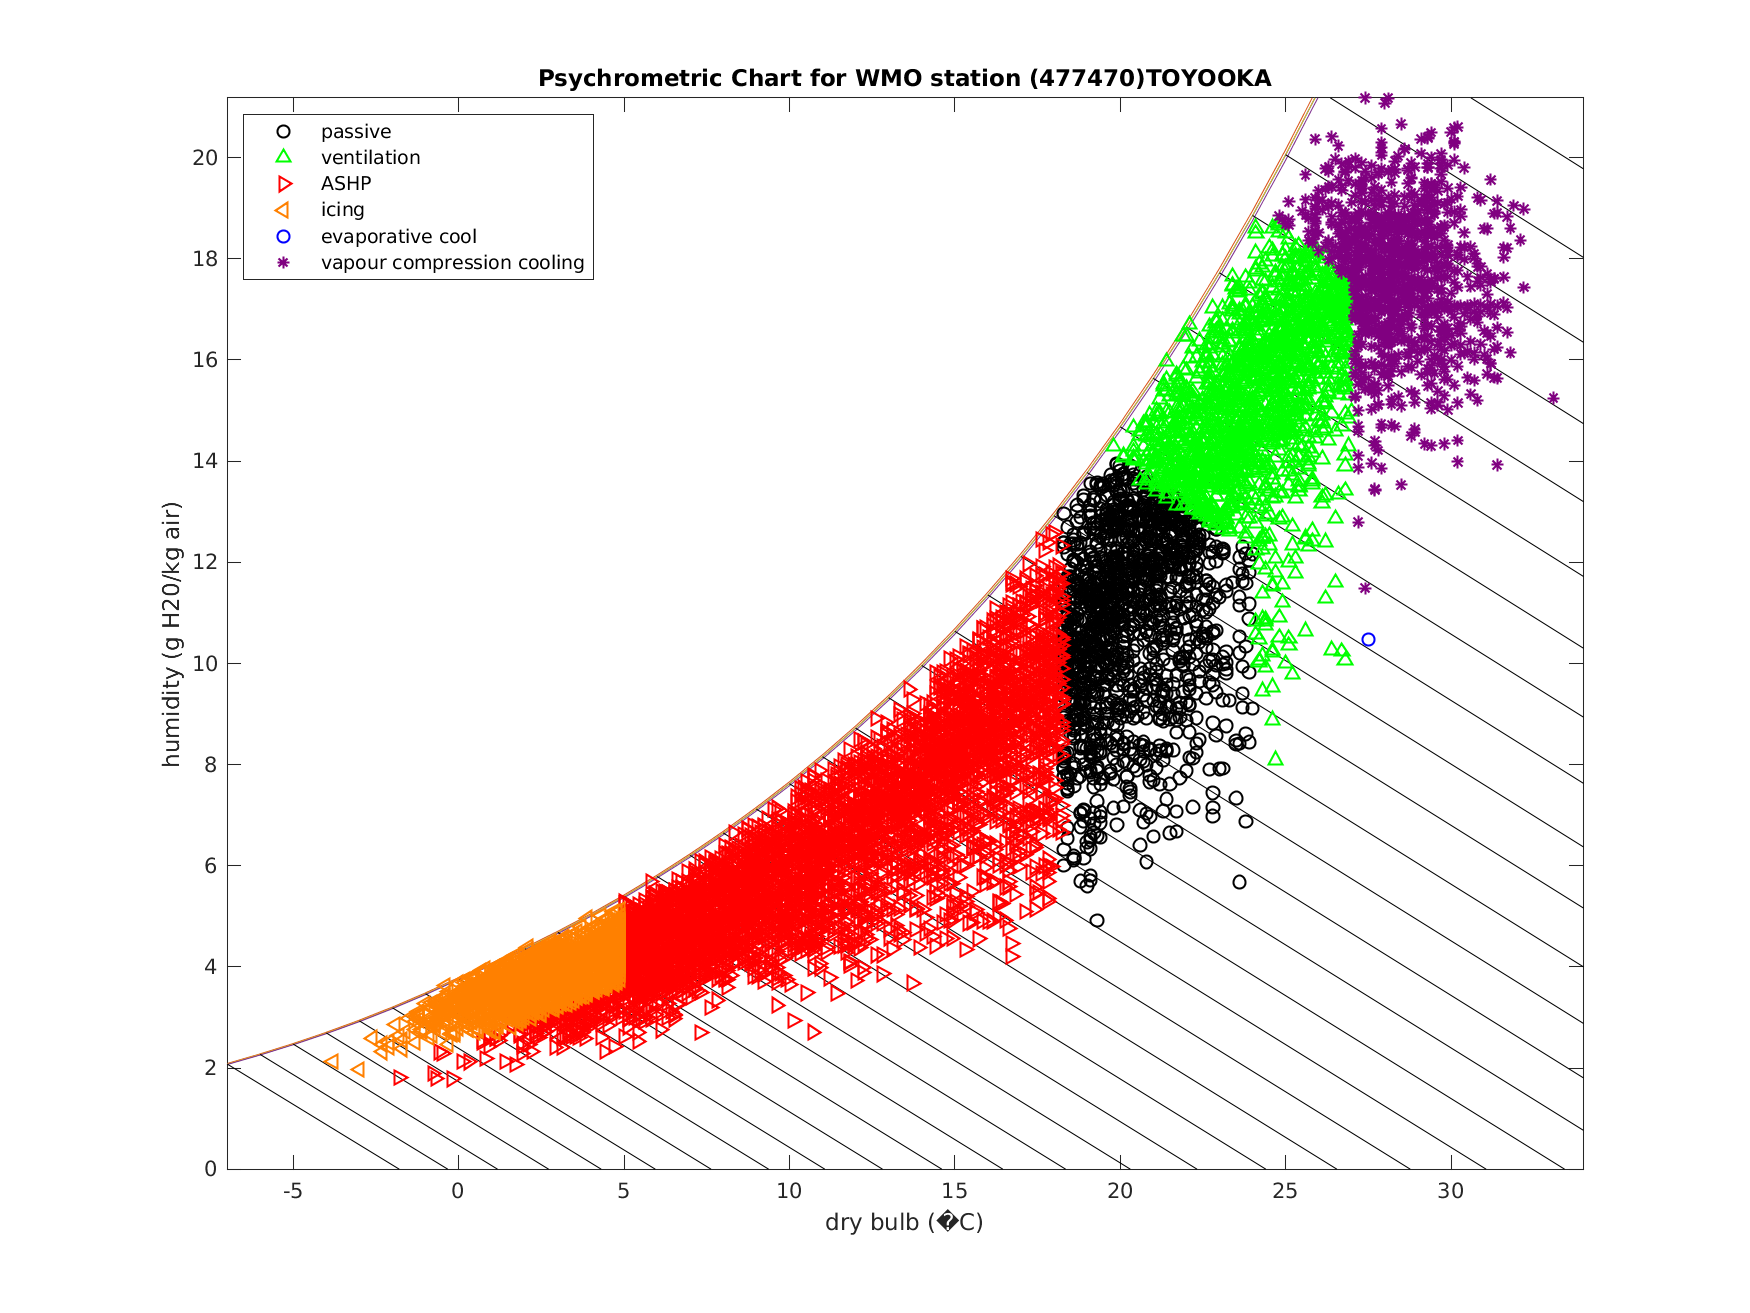 Psychrometric Chart for WMO station (477470)TOYOOKA
passive
ventilation
ASHP
icing
evaporative cool
vapour compression cooling
humidity (g H20/kg air)
20
18
16
14
12
10
8
6
4
2
0
-5 0 5 10 15 20 25 30
dry bulb (�C)